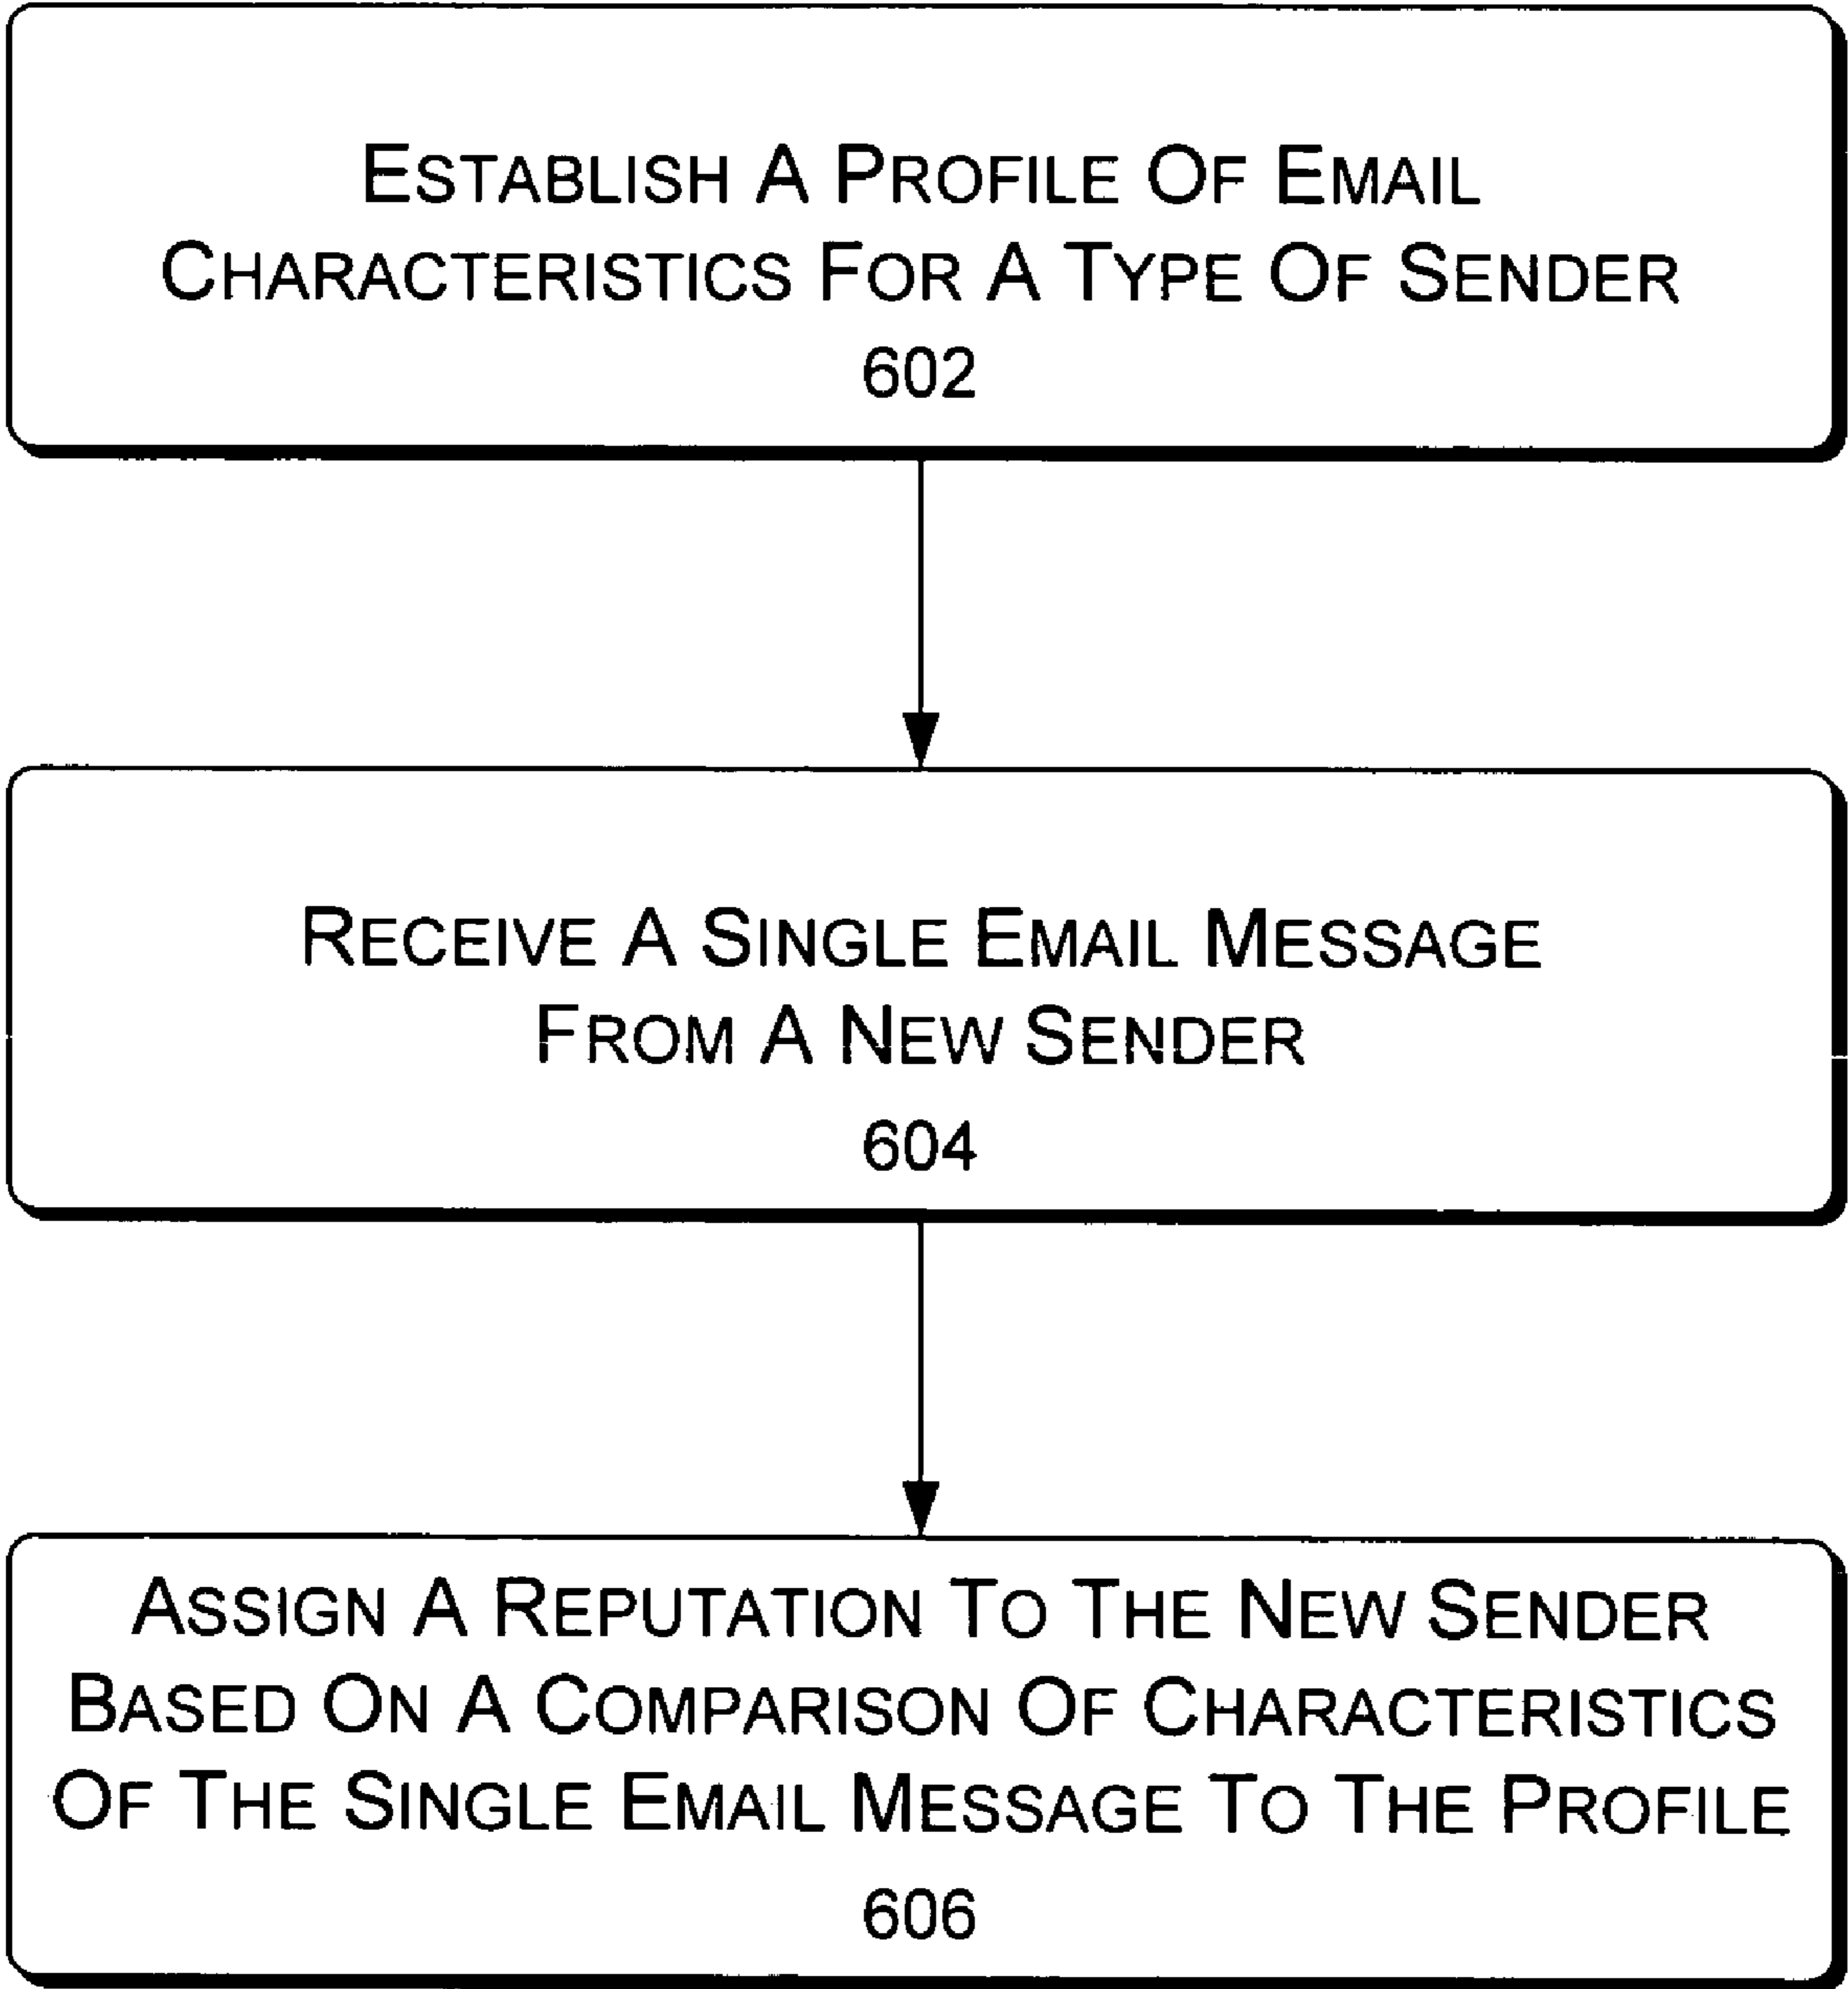 ESTABLISH A PROFILE OF EMAIL
CHARACTERISTICS FOR A TYPE OF SENDER
602
RECEIVE A SINGLE EMAIL MESSAGE
FROM A NEW SENDER
604
ASSIGN A REPUTATION TO THE NEW SENDER
BASED ON A COMPARISON OF CHARACTERISTICS
OF THE SINGLE EMAIL MESSAGE TO THE PROFILE
606